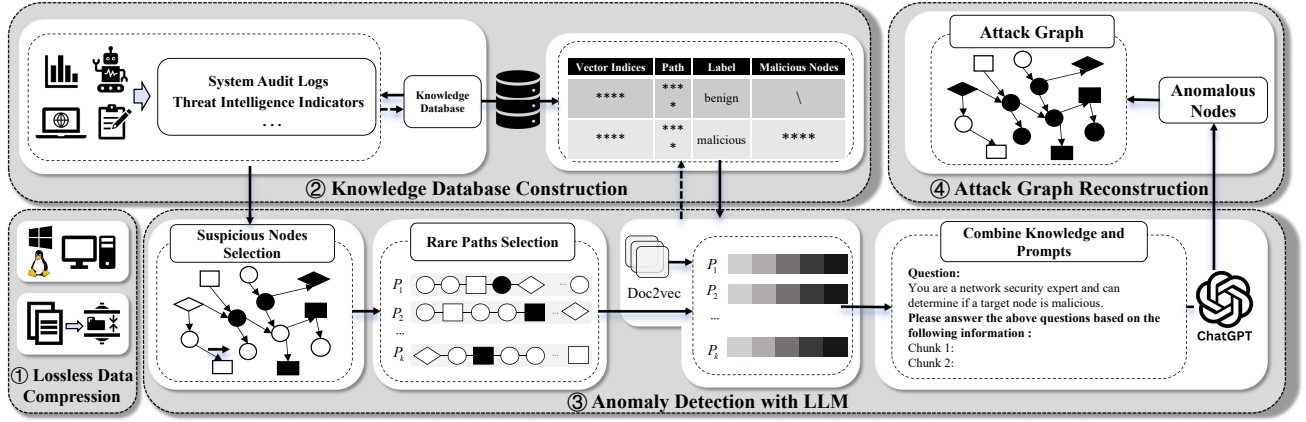 System Audit Logs
Threat Intelligence Indicators
...
Knowledge
Database
Vector Indices Path Label Malicious Nodes
**** *** benign \
*
**** *** malicious ****
*
② Knowledge Database Construction
Attack Graph
Anomalous
Nodes
④ Attack Graph Reconstruction
① Lossless Data
Compression
Suspicious Nodes
Selection
Rare Paths Selection
P1
...
P2
...
...
Pk
...
Doc2vec
P1
P2
...
Pk
Combine Knowledge and
Prompts
Question:
You are a network security expert and can
determine if a target node is malicious.
Please answer the above questions based on the
following information :
Chunk 1:
Chunk 2:
ChatGPT
③ Anomaly Detection with LLM